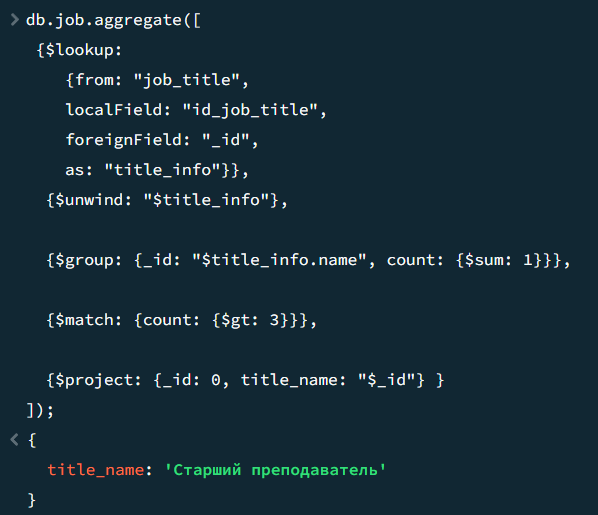 db.job.aggregate([
{$lookup:
{from: "job_title",
localField: "id_job_title",
foreignField: "_id",
as: "title_info"}},
{$unwind: "$title_info"},
{$group: {_id: "$title_info.name", count: {$sum: 1}}},
{$match: {count: {$gt: 3}}},
{$project: {_id: 0, title_name: "$_id"} }
]);
{
title_name: 'Старший преподаватель'
}